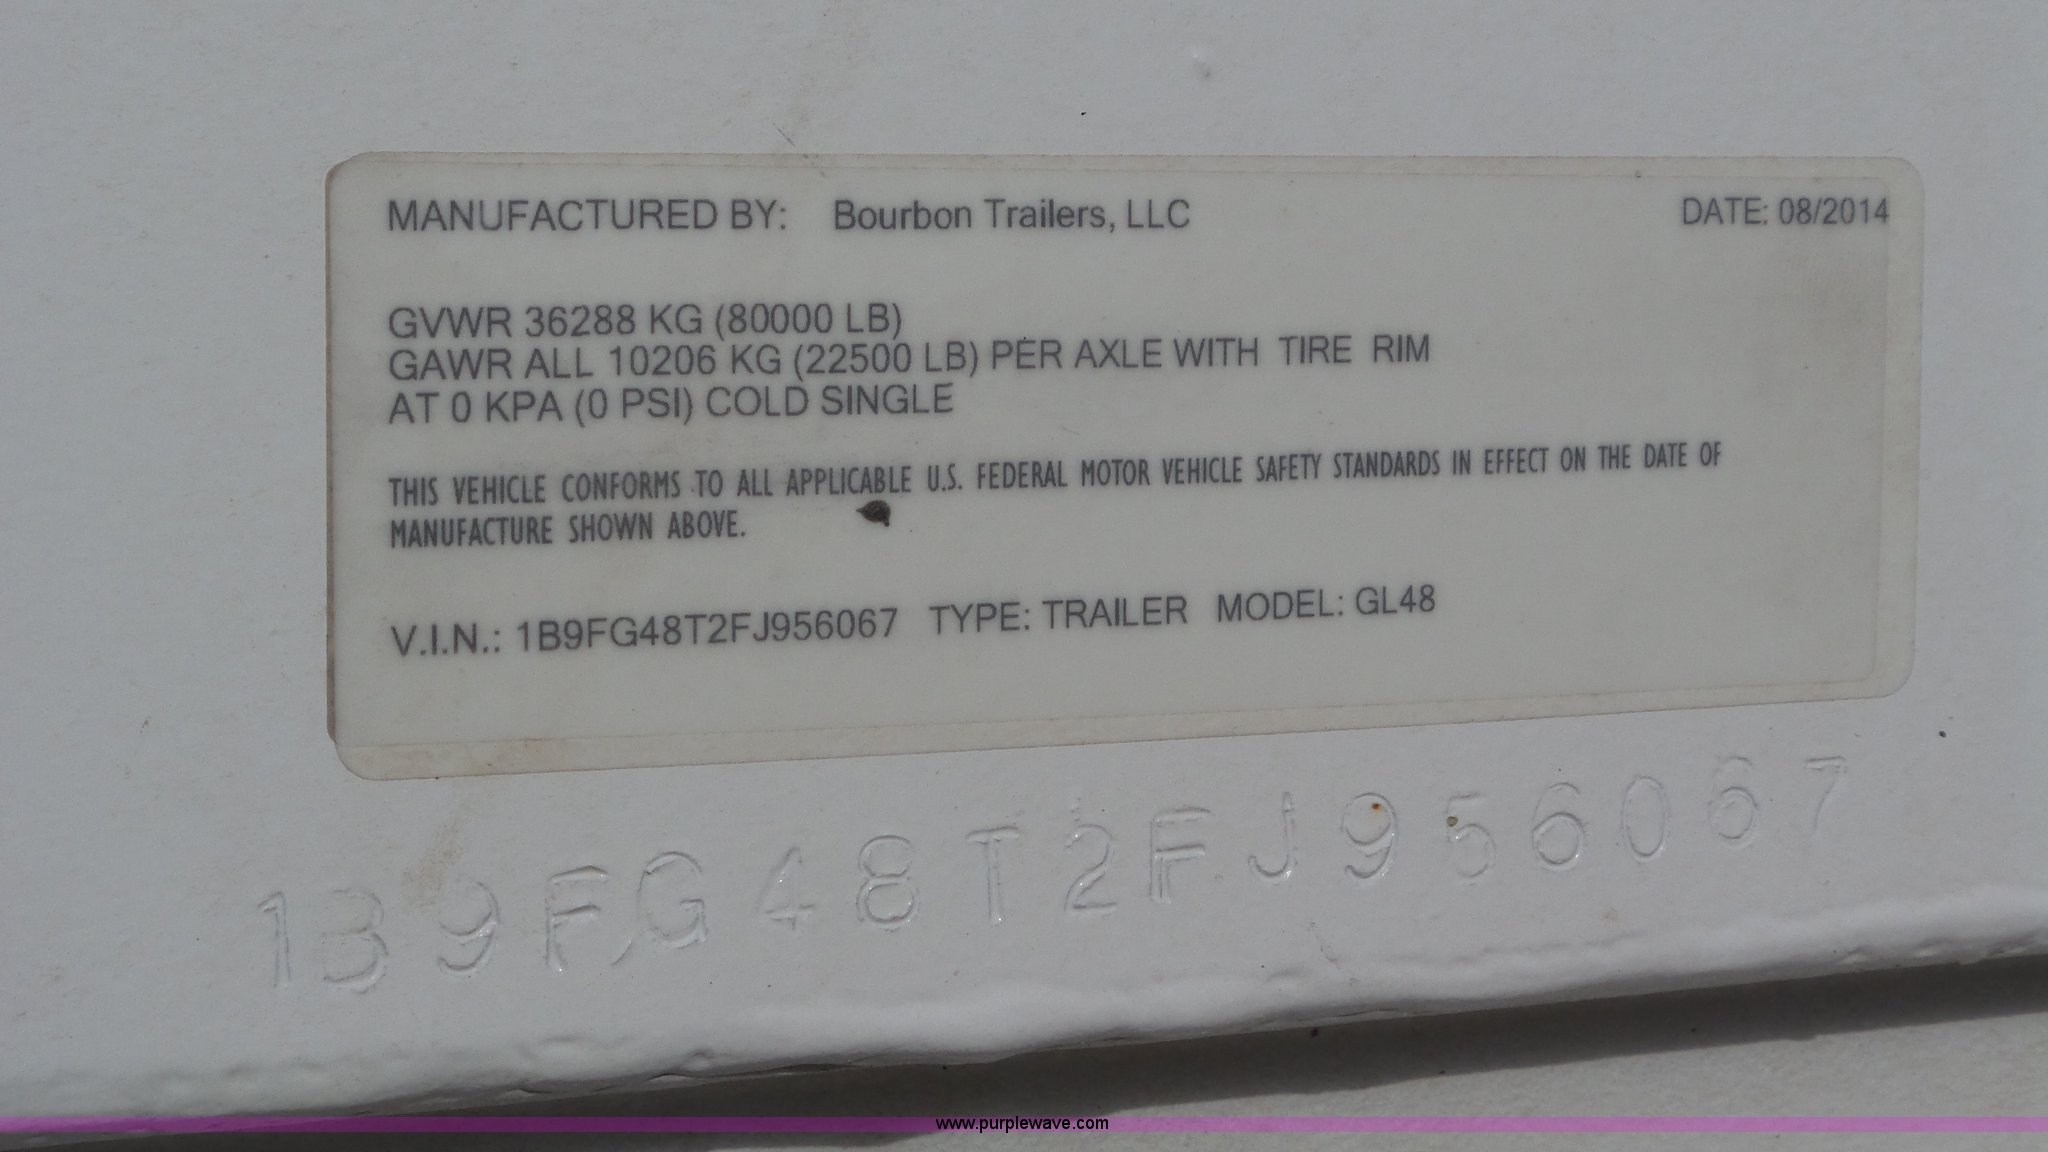 MANUFACTURED BY: Bourbon Trailers, LLC DATE: 08/2014
GVWR 36288 KG (80000 LB)
GAWR ALL 10206 KG (22500 LB) PER AXLE WITH TIRE RIM
AT 0 KPA (0 PSI) COLD SINGLE
THIS VEHICLE CONFORMS TO ALL APPLICABLE U.S. FEDERAL MOTOR VEHICLE SAFETY STANDARDS IN EFFECT ON THE DATE OF
MANUFACTURE SHOWN ABOVE.
V.I.N.: 1B9FG48T2FJ956067 TYPE: TRAILER MODEL: GL48
1B9FG48T2FJ956067
www.purplewave.com